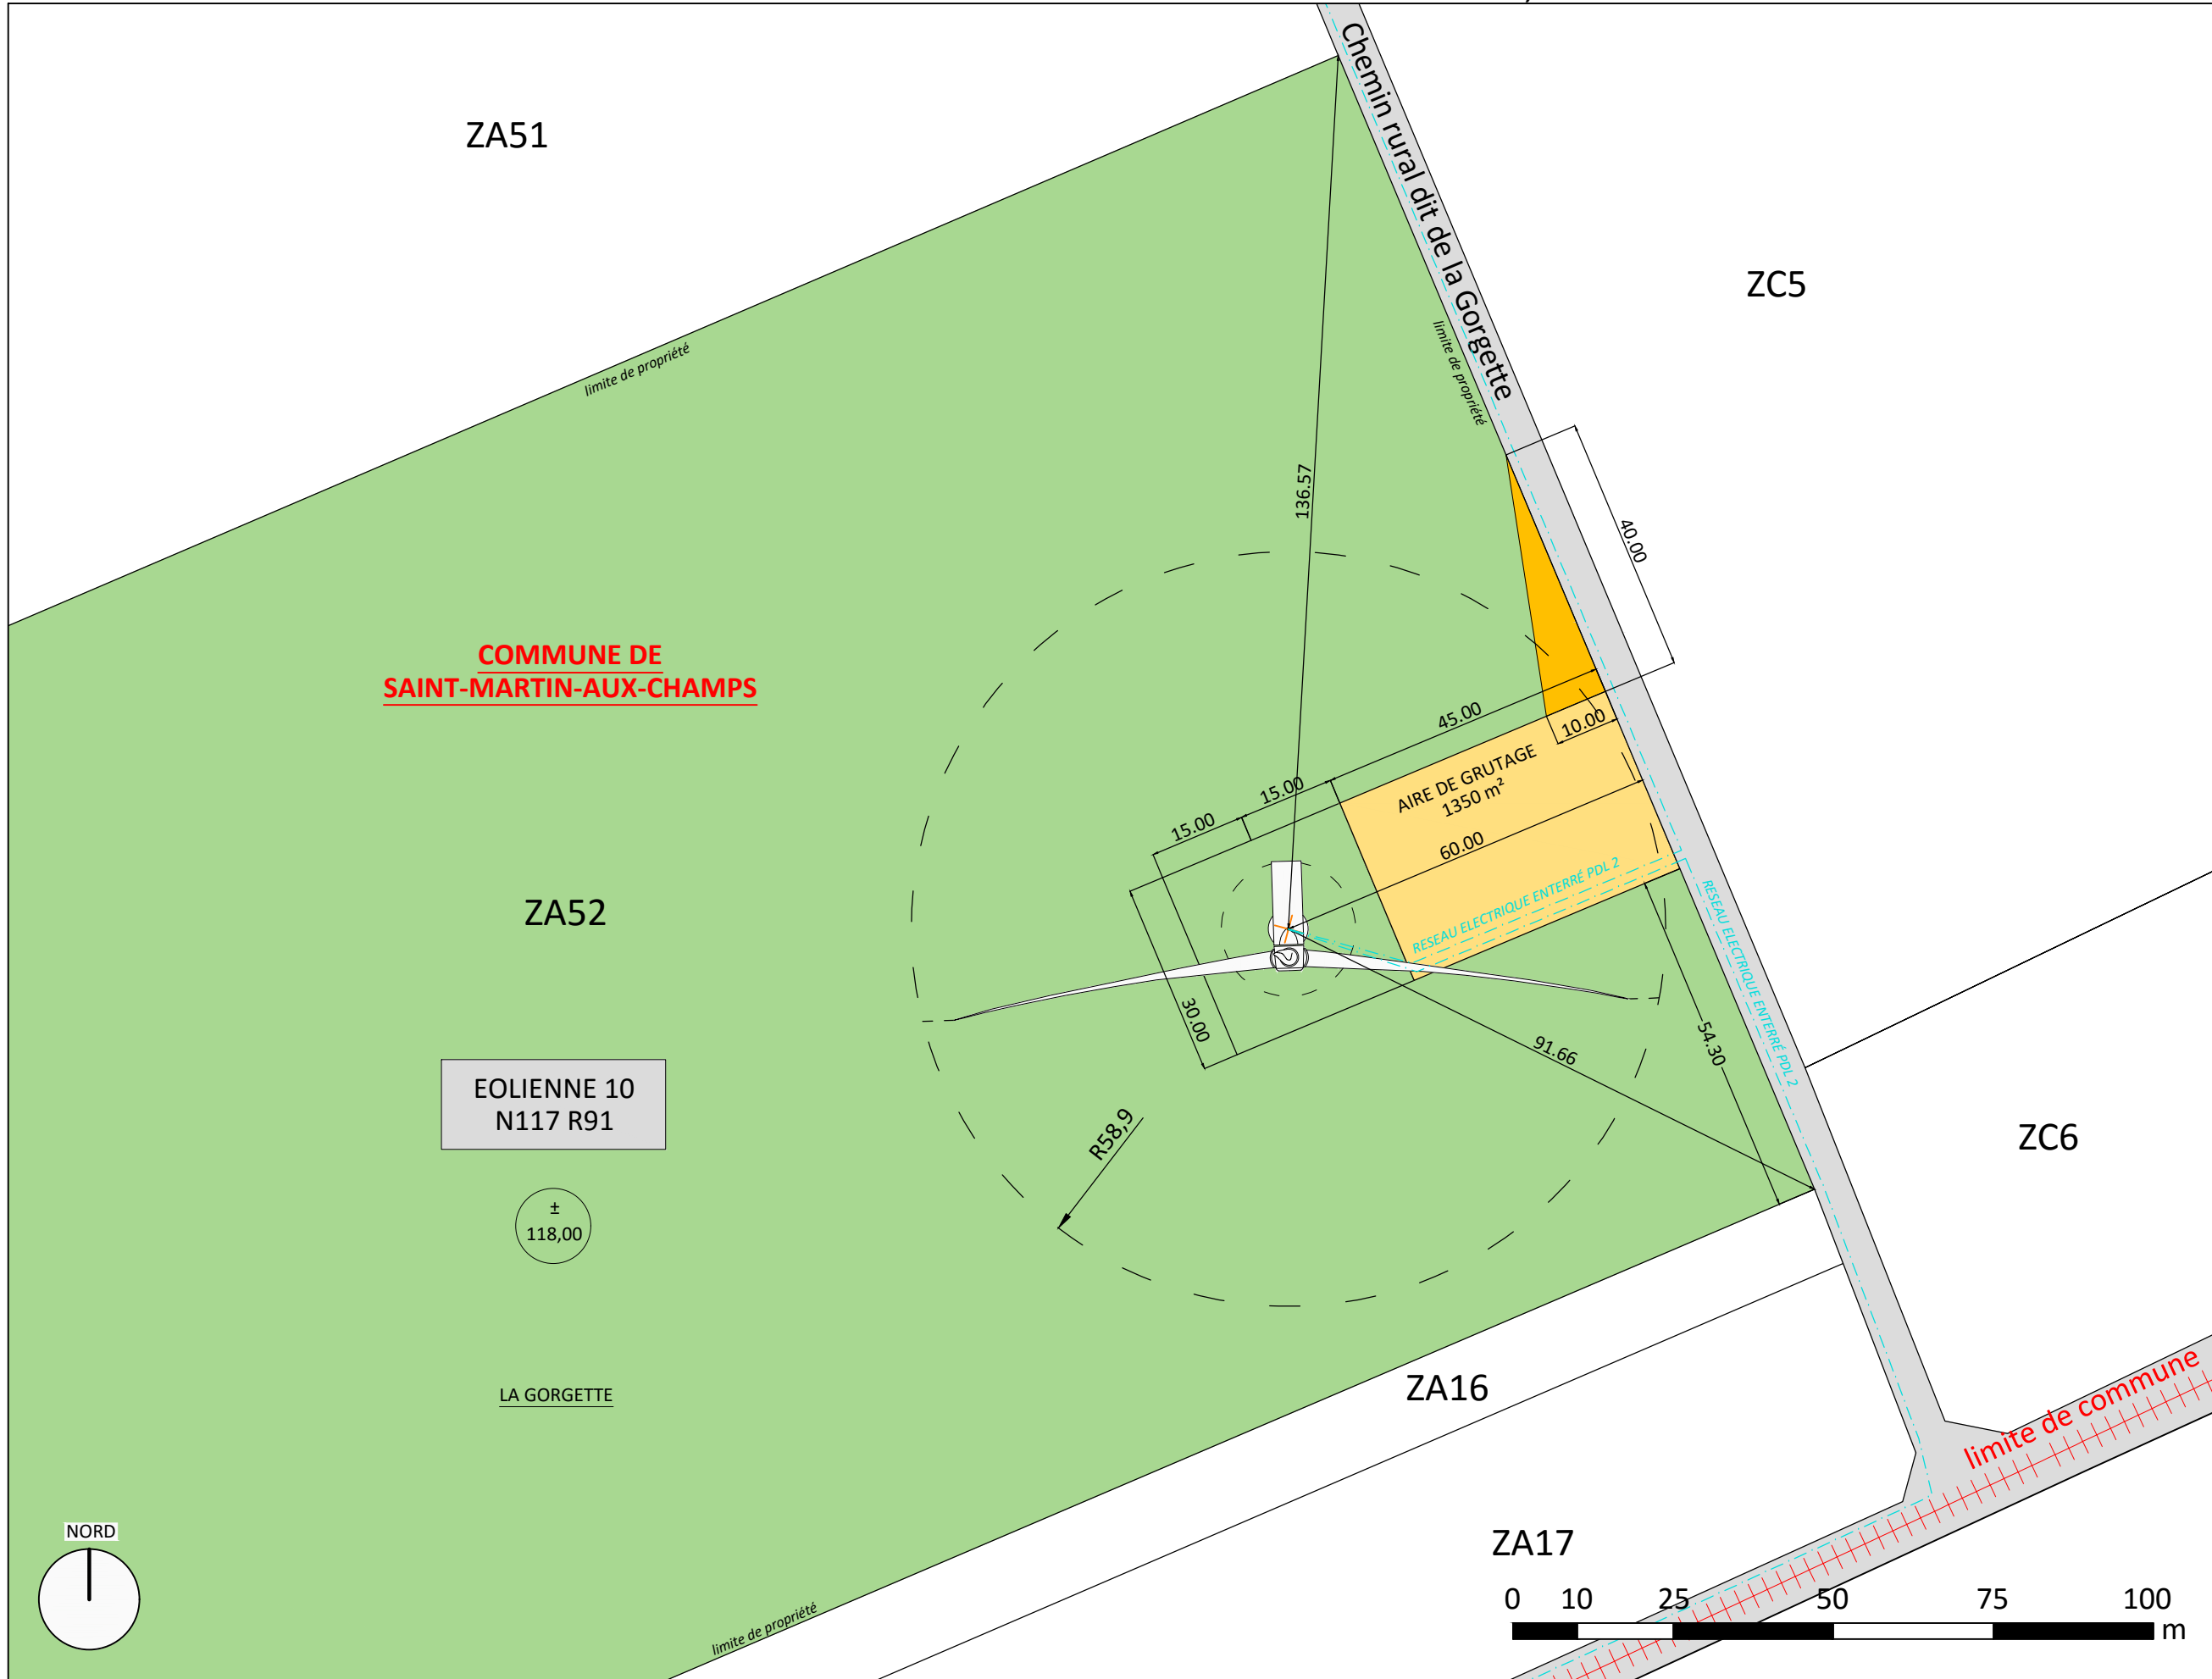 ZA51
Chemin rural dit de la Gorgette
ZC5
limite de propriété
limite de propriété
136.57
40.00
COMMUNE DE
SAINT-MARTIN-AUX-CHAMPS
45.00
10.00
AIRE DE GRUTAGE
1350 m²
15.00
15.00
60.00
RESEAU ELECTRIQUE ENTERRÉ PDL 2
RESEAU ELECTRIQUE ENTERRÉ PDL 2
ZA52
30.00
91.66
54.30
EOLIENNE 10
N117 R91
R58,9
ZC6
±
118,00
LA GORGETTE
ZA16
limite de commune
NORD
ZA17
limite de propriété
0 10 25 50 75 100
m